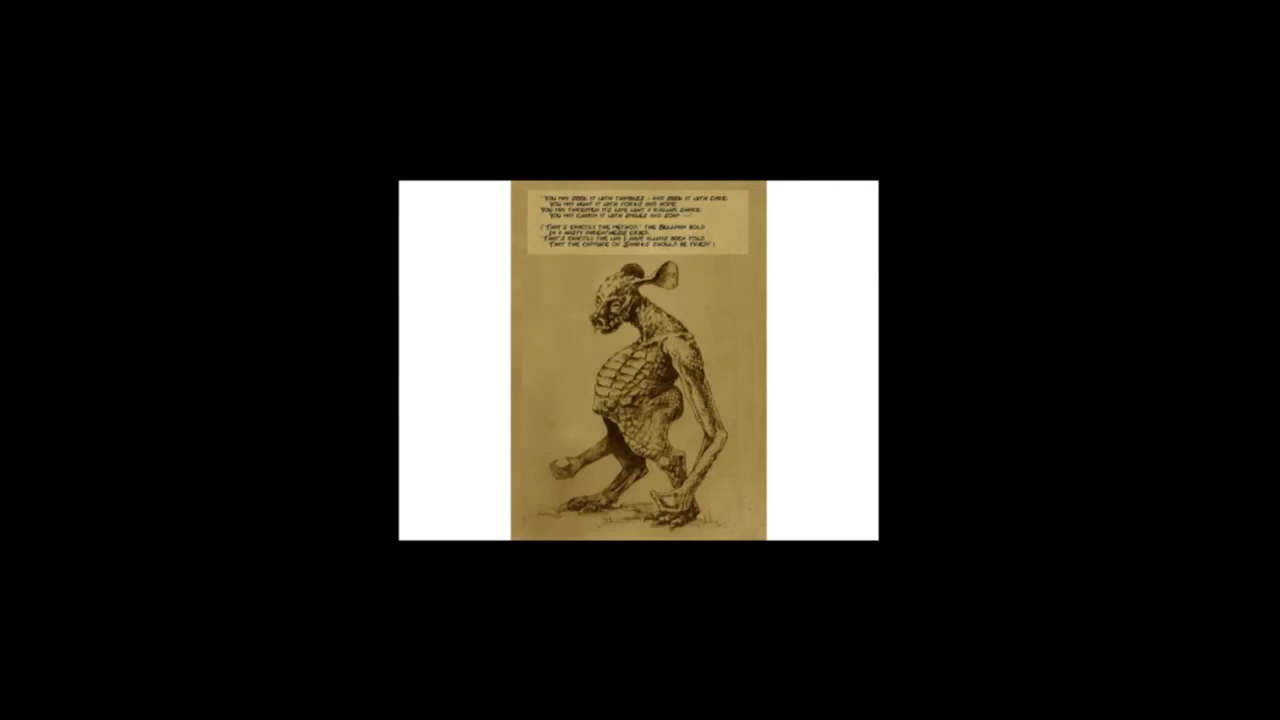 "YOU MAY SEEK IT WITH THIMBLES - AND SEEK IT WITH CARE;
YOU MAY HUNT IT WITH FORKS AND HOPE;
YOU MAY THREATEN ITS LIFE WITH A RAILWAY SHARE;
YOU MAY CHARM IT WITH SMILES AND SOAP —"
("THAT'S EXACTLY THE METHOD," THE BELLMAN BOLD
IN A HASTY PARENTHESIS CRIED,
"THAT'S EXACTLY THE WAY I HAVE ALWAYS BEEN TOLD
THAT THE CAPTURE OF SNARKS SHOULD BE TRIED!")